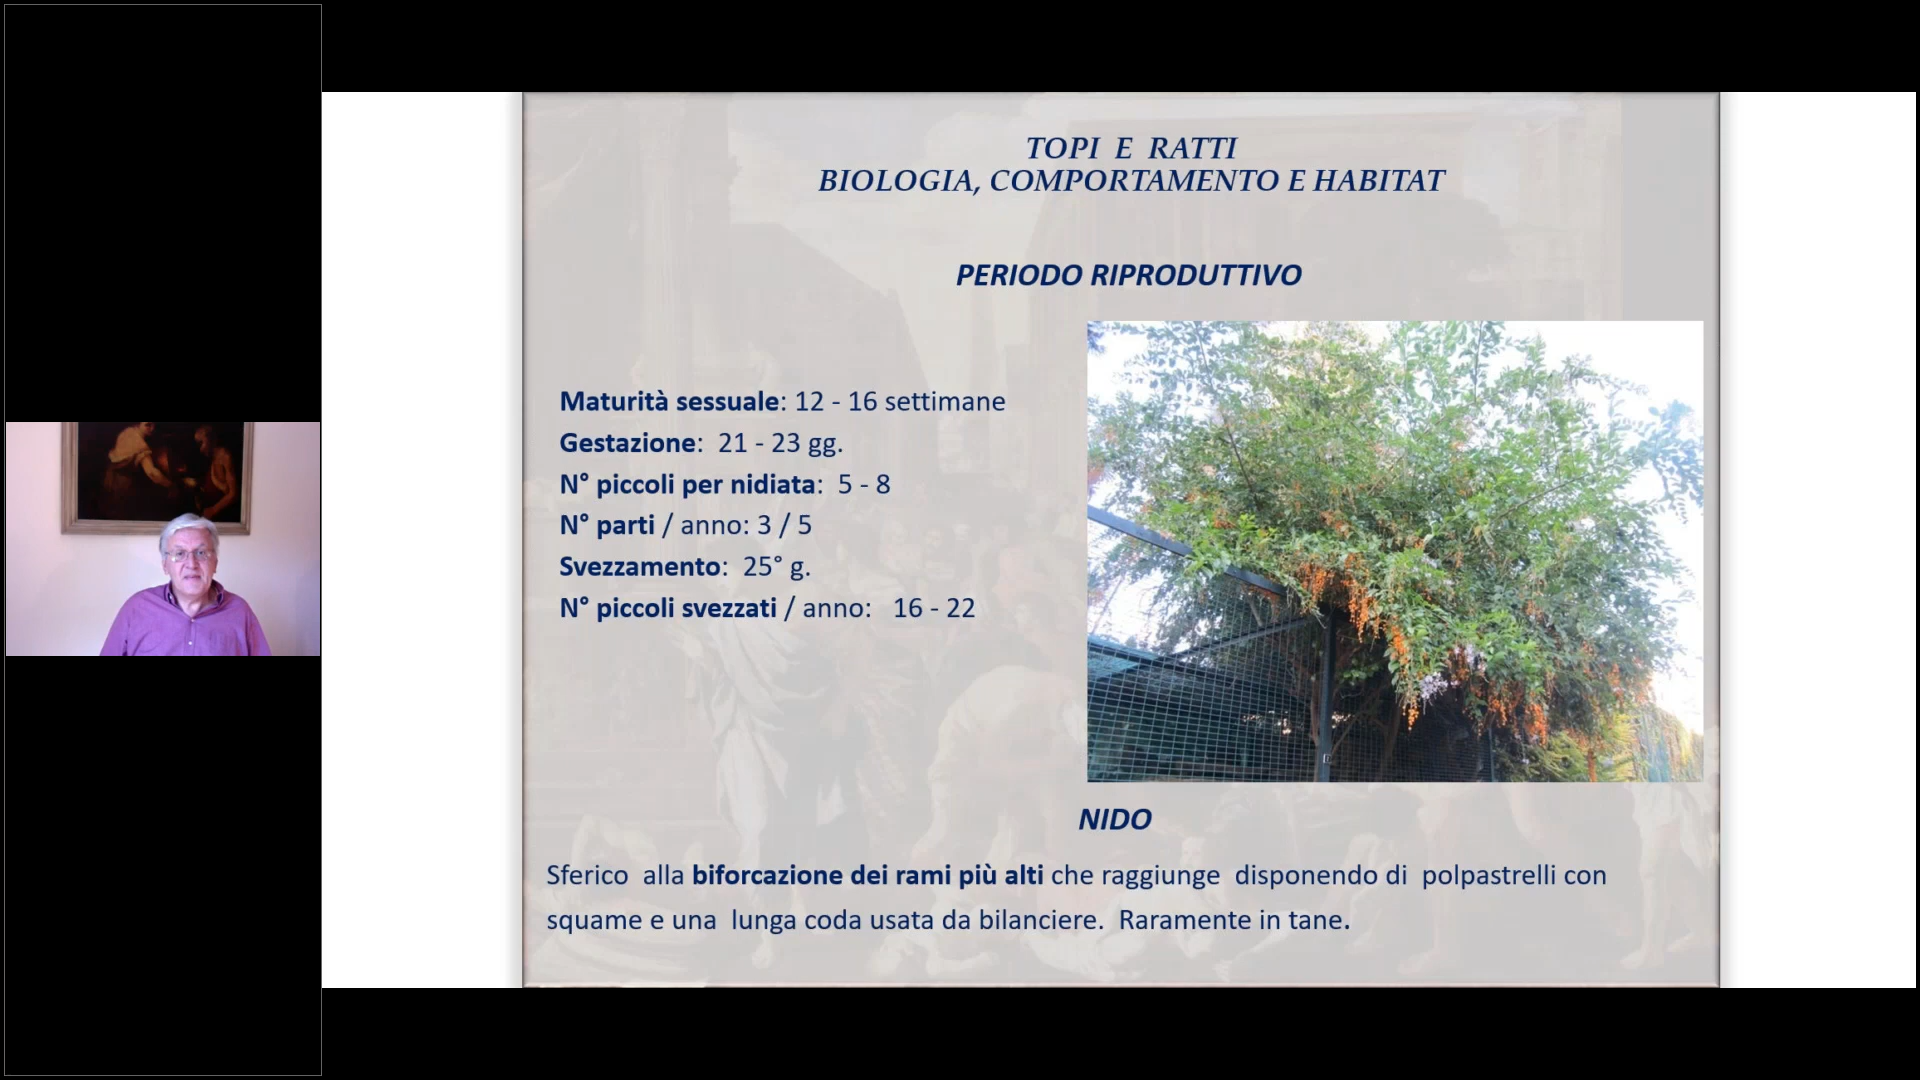 TOPI E RATTI
BIOLOGIA, COMPORTAMENTO E HABITAT
PERIODO RIPRODUTTIVO
Maturità sessuale: 12 - 16 settimane
Gestazione: 21 - 23 gg.
N° piccoli per nidiata: 5 - 8
N° parti / anno: 3 / 5
Svezzamento: 25° g.
N° piccoli svezzati / anno: 16 - 22
NIDO
Sferico alla biforcazione dei rami più alti che raggiunge disponendo di polpastrelli con
squame e una lunga coda usata da bilanciere. Raramente in tane.